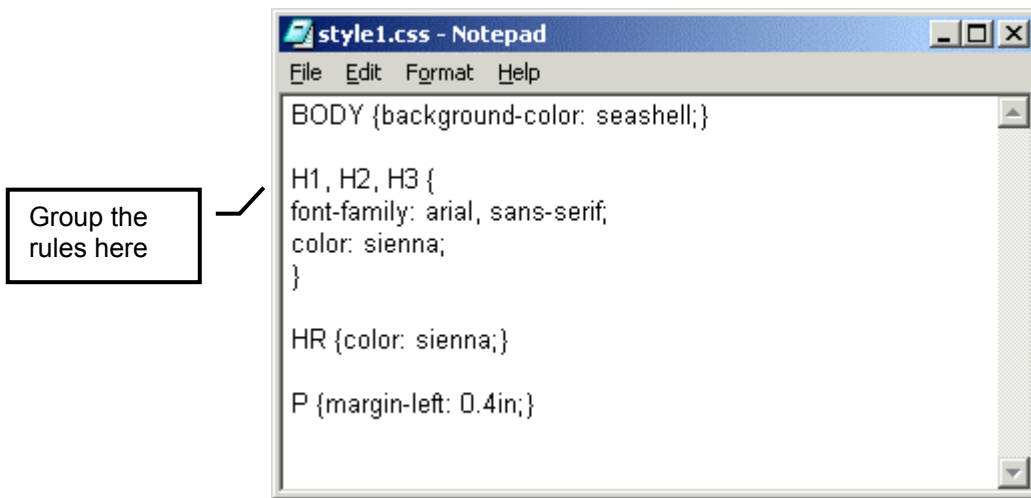 style1.css - Notepad
File Edit Format Help
BODY {background-color: seashell;}
H1, H2, H3 {
font-family: arial, sans-serif;
color: sienna;
}
HR {color: sienna;}
P {margin-left: 0.4in;}
Group the
rules here